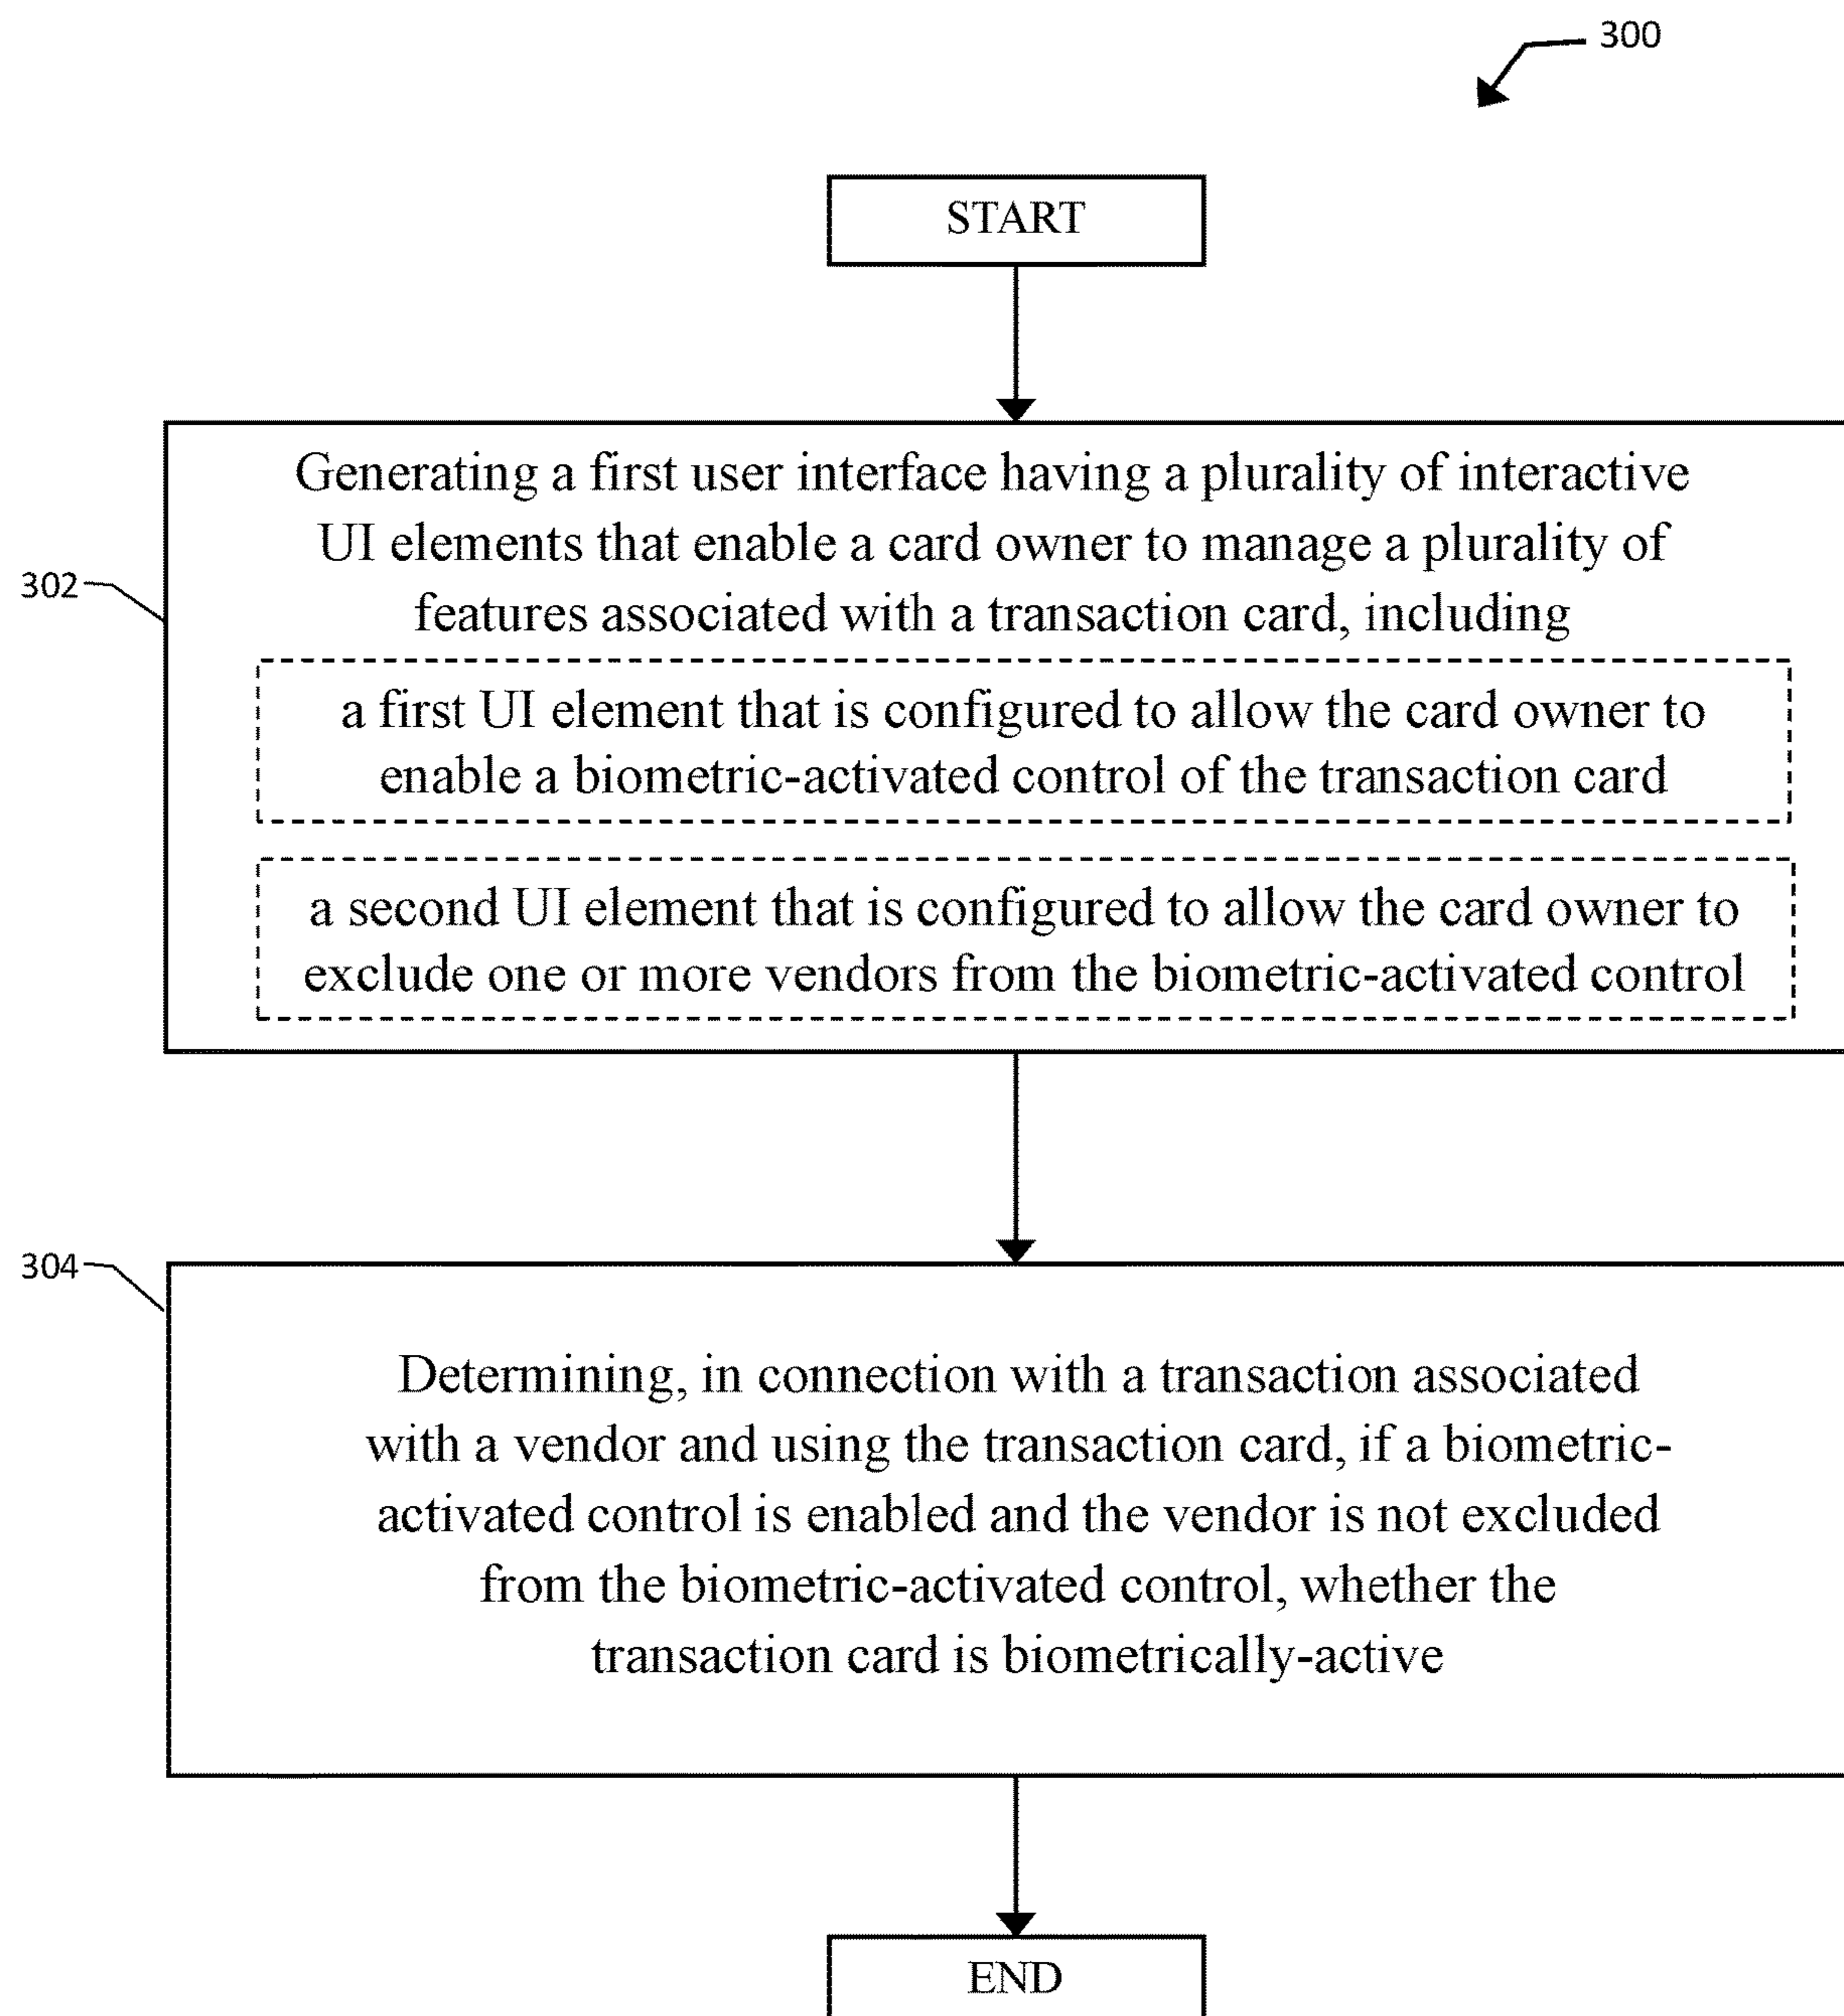 300
START
302
Generating a first user interface having a plurality of interactive
UI elements that enable a card owner to manage a plurality of
features associated with a transaction card, including
a first UI element that is configured to allow the card owner to
enable a biometric-activated control of the transaction card
a second UI element that is configured to allow the card owner to
exclude one or more vendors from the biometric-activated control
304
Determining, in connection with a transaction associated
with a vendor and using the transaction card, if a biometric-
activated control is enabled and the vendor is not excluded
from the biometric-activated control, whether the
transaction card is biometrically-active
END